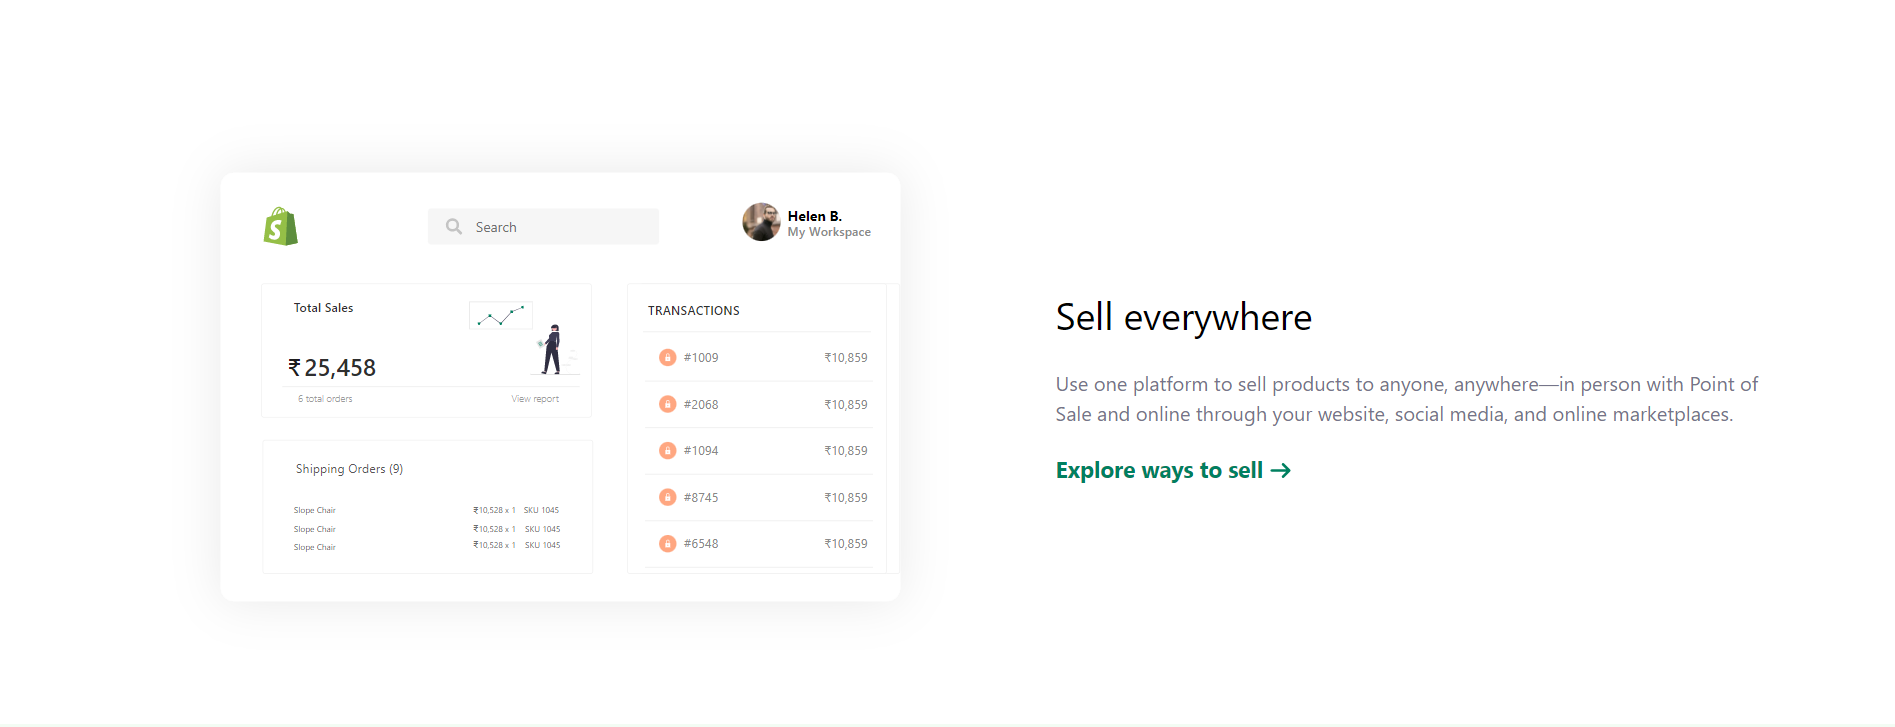 Search
Helen B.
My Workspace
Total Sales
₹25,458
6 total orders View report
Shipping Orders (9)
Slope Chair ₹10,528 x 1 SKU 1045
Slope Chair ₹10,528 x 1 SKU 1045
Slope Chair ₹10,528 x 1 SKU 1045
TRANSACTIONS
#1009 ₹10,859
#2068 ₹10,859
#1094 ₹10,859
#8745 ₹10,859
#6548 ₹10,859
Sell everywhere
Use one platform to sell products to anyone, anywhere—in person with Point of
Sale and online through your website, social media, and online marketplaces.
Explore ways to sell →